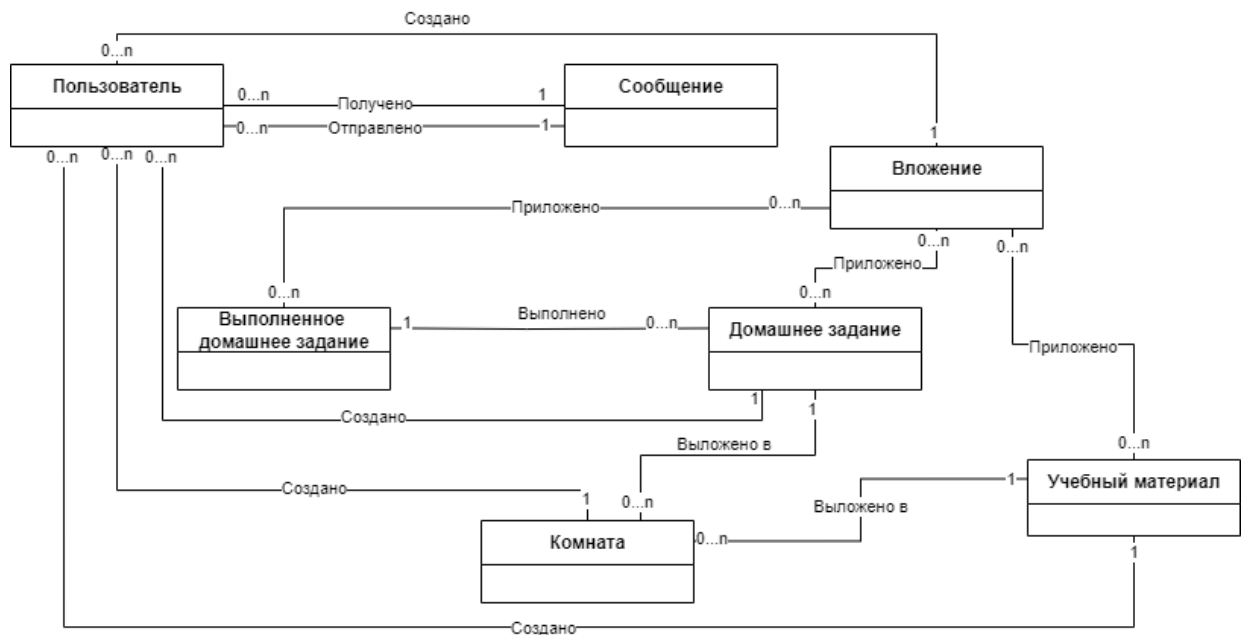 Создано
0...n
Пользователь
0...n
Получено
1
Сообщение
0...n
Отправлено
1
0...n
0...n
0...n
1
Вложение
Приложено
0...n
0...n
0...n
Приложено
0...n
0...n
Выполненное
домашнее задание
1
Выполнено
0...n
Домашнее задание
Приложено
1
1
Создано
Выложено в
0...n
Учебный материал
Создано
1
0...n
1
Выложено в
Комната
0...n
1
Создано